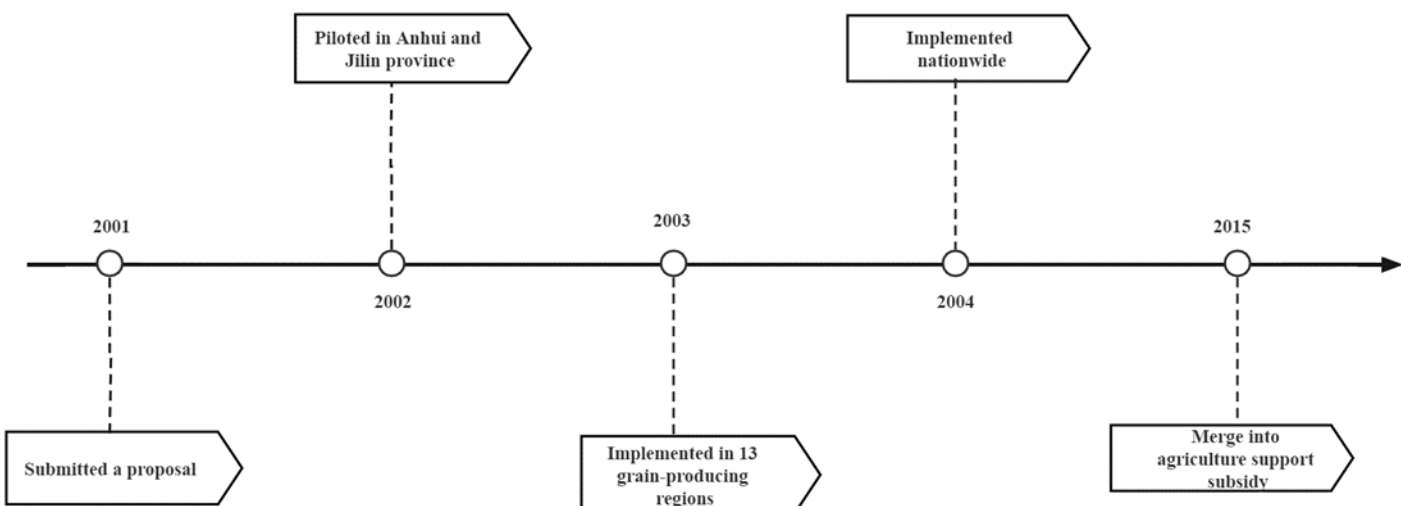 Piloted in Anhui and
Jilin province
Implemented
nationwide
2001
2003
2015
2002
2004
Submitted a proposal
Implemented in 13
grain-producing
regions
Merge into
agriculture support
subsidy